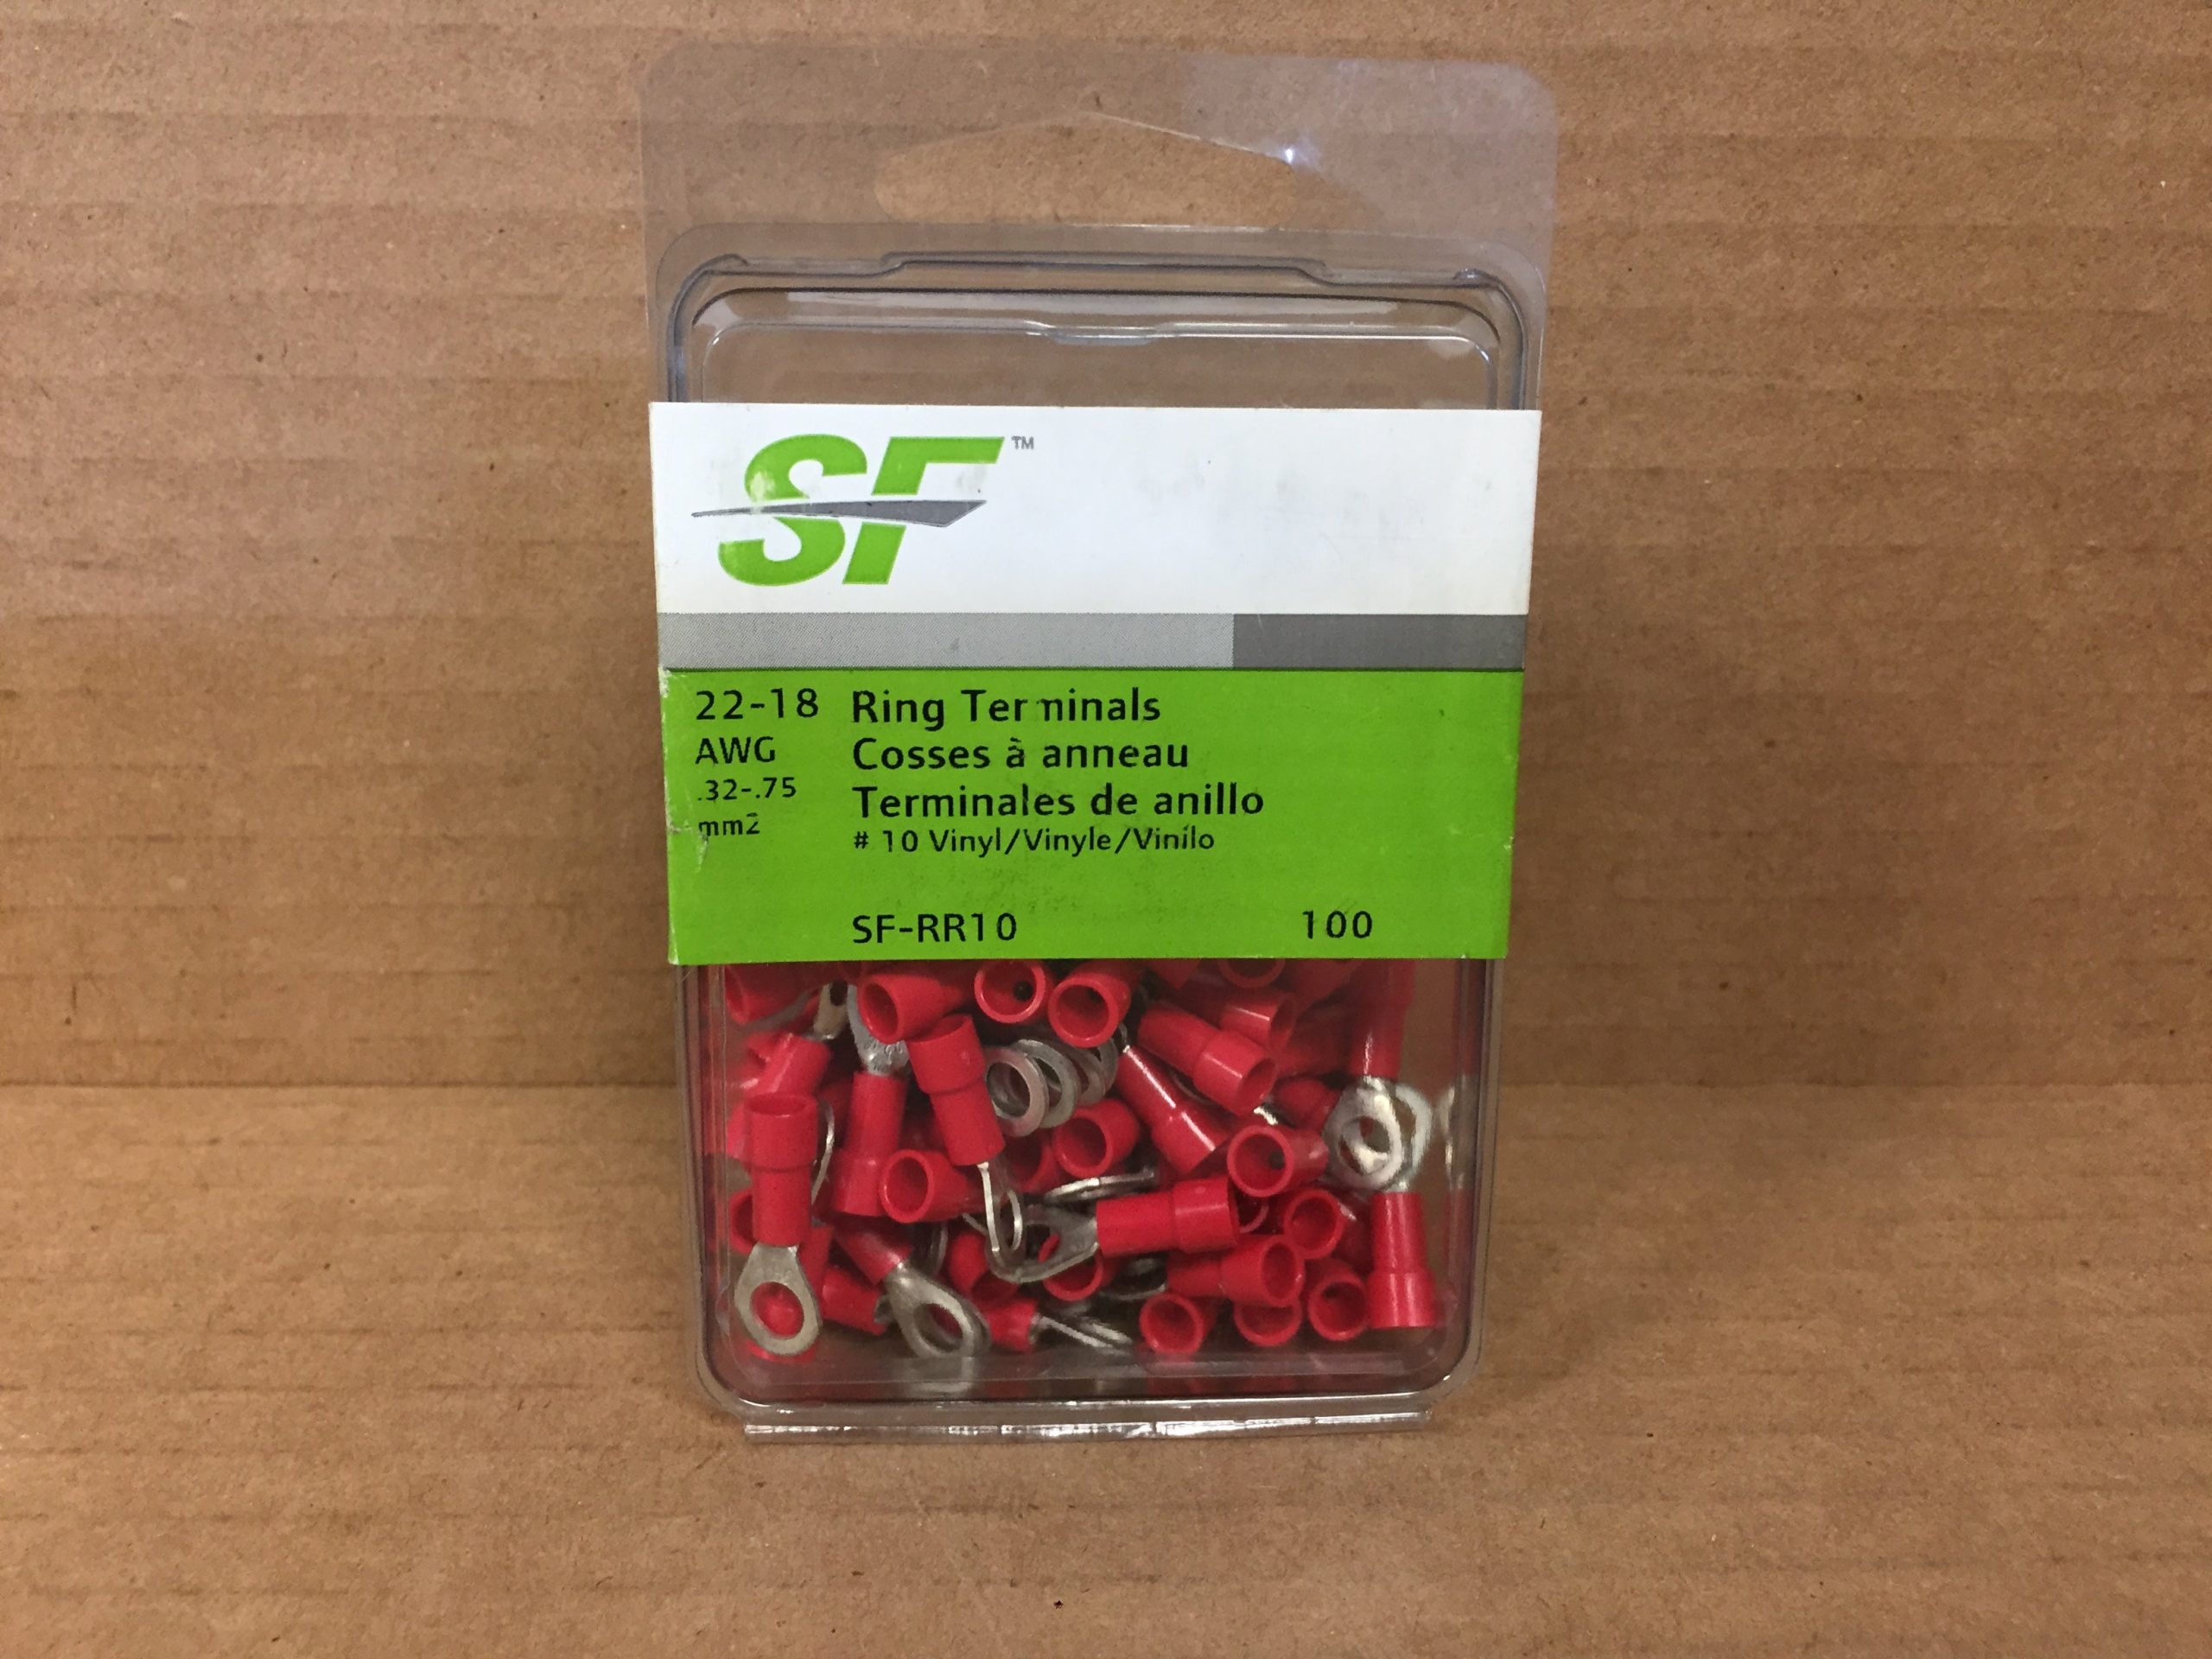 SF™
22-18 Ring Terminals
AWG Cosses à anneau
.32-.75 Terminales de anillo
mm2 # 10 Vinyl/Vinyle/Vinilo
SF-RR10 100